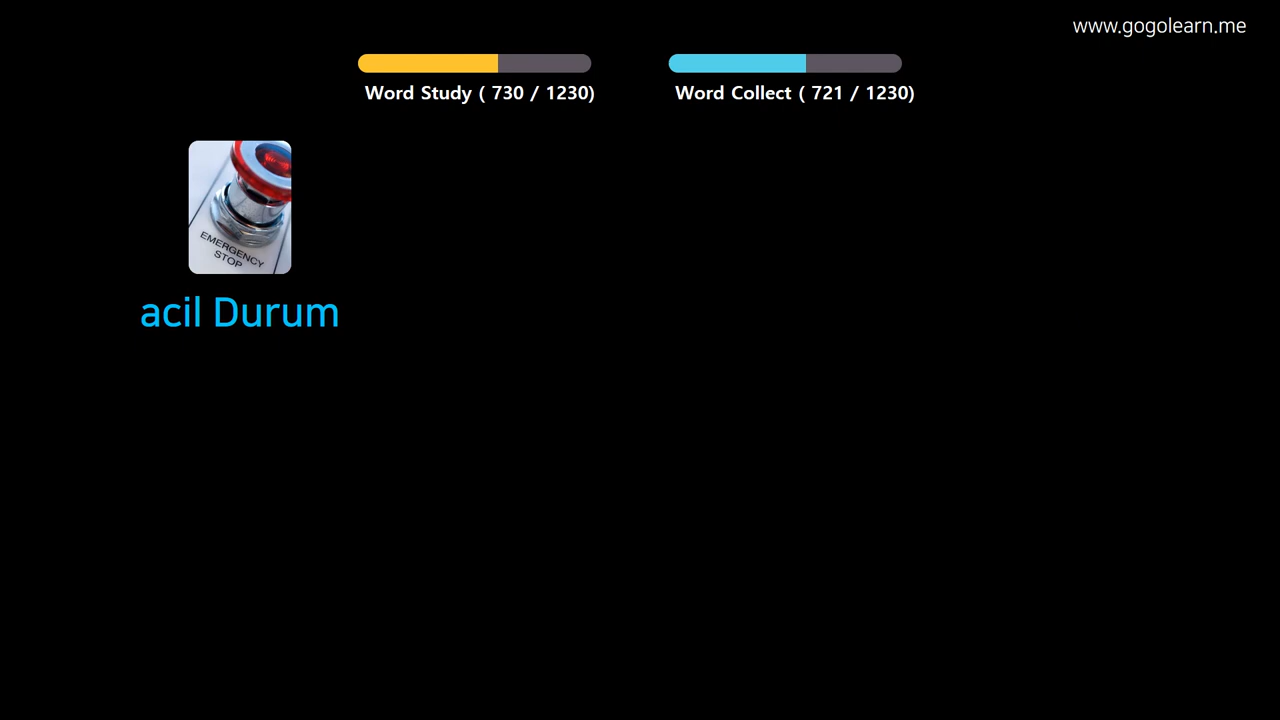 www.gogolearn.me
Word Study ( 730 / 1230)
Word Collect ( 721 / 1230)
EMERGENCY
STOP
acil Durum